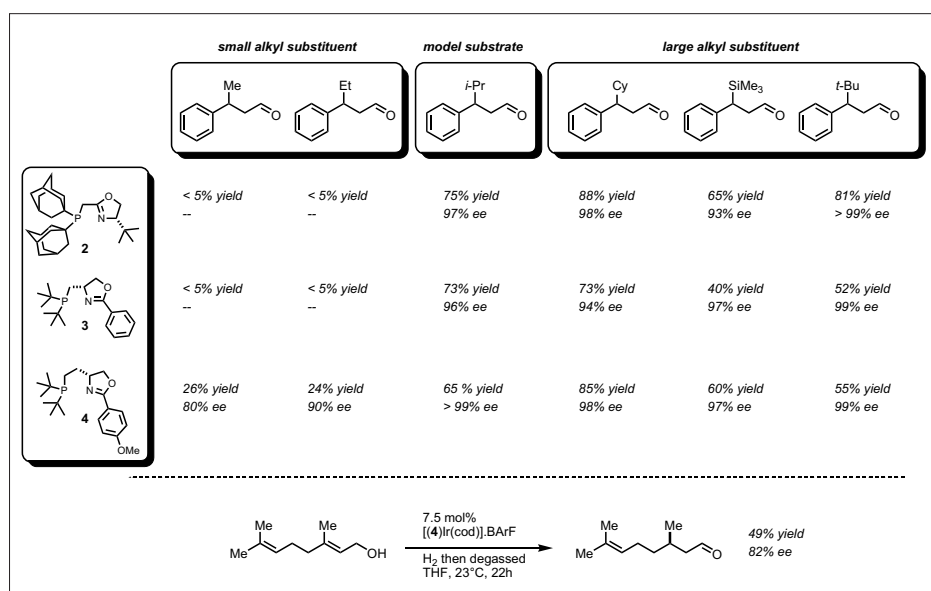 small alkyl substituent model substrate large alkyl substituent
Me Et i-Pr Cy SiMe3 t-Bu
O O O O O O
O
P N
2
< 5% yield < 5% yield 75% yield 88% yield 65% yield 81% yield
-- -- 97% ee 98% ee 93% ee > 99% ee
O
P N
3
< 5% yield < 5% yield 73% yield 73% yield 40% yield 52% yield
-- -- 96% ee 94% ee 97% ee 99% ee
O
P N
4
OMe
26% yield 24% yield 65 % yield 85% yield 60% yield 55% yield
80% ee 90% ee > 99% ee 98% ee 97% ee 99% ee
Me Me
Me OH
7.5 mol%
[(4)Ir(cod)].BArF
H2 then degassed
THF, 23°C, 22h
Me Me
Me O
49% yield
82% ee